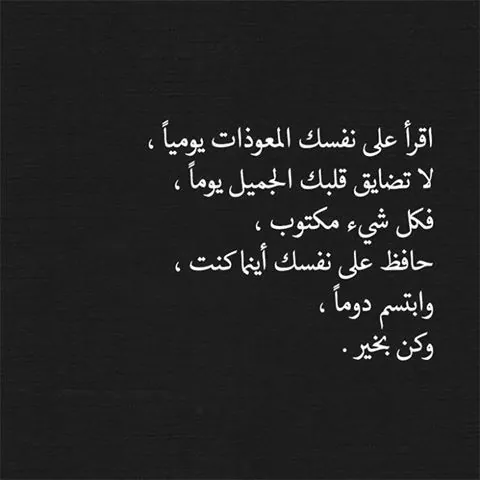 اقرأ على نفسك المعوذات يومياً ،
لا تضايق قلبك الجميل يوماً ،
فكل شيء مكتوب ،
حافظ على نفسك أينما كنت ،
وابتسم دوماً ،
وكن بخير .